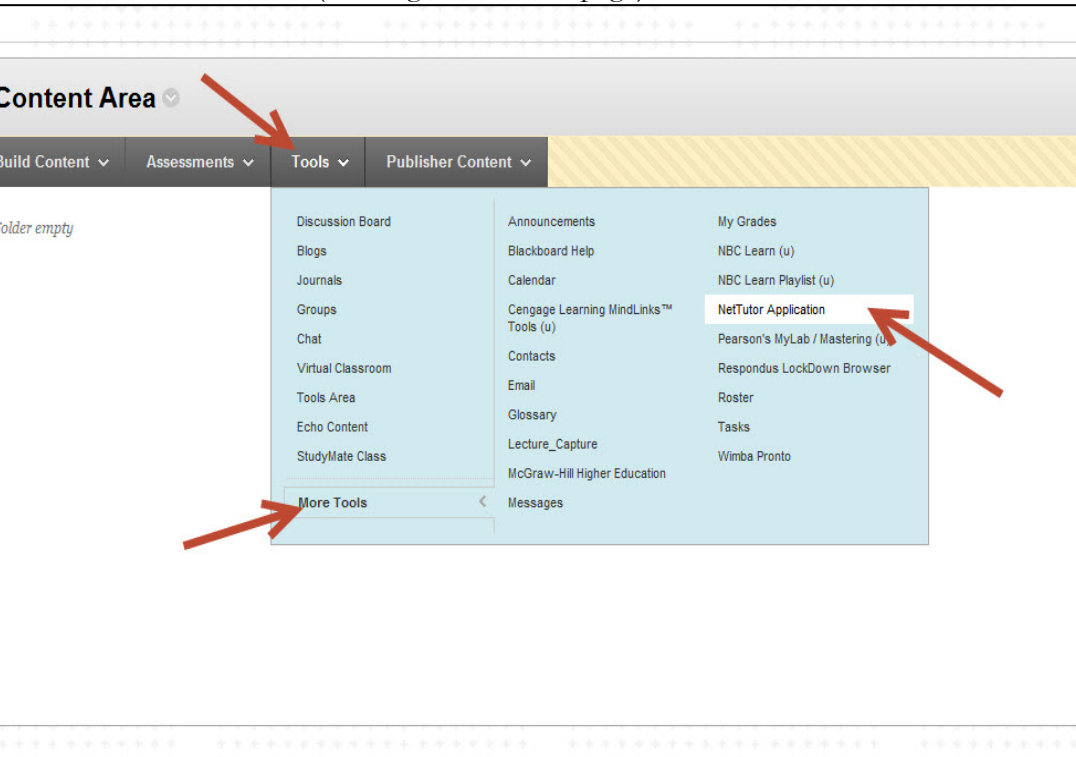 Content Area
Build Content
Assessments
Tools
Publisher Content
Folder empty
Discussion Board
Blogs
Journals
Groups
Chat
Virtual Classroom
Tools Area
Echo Content
StudyMate Class
More Tools
Announcements
Blackboard Help
Calendar
Cengage Learning MindLinks™
Tools (u)
Contacts
Email
Glossary
Lecture_Capture
McGraw-Hill Higher Education
Messages
My Grades
NBC Learn (u)
NBC Learn Playlist (u)
NetTutor Application
Pearson's MyLab / Mastering (u)
Respondus LockDown Browser
Roster
Tasks
Wimba Pronto